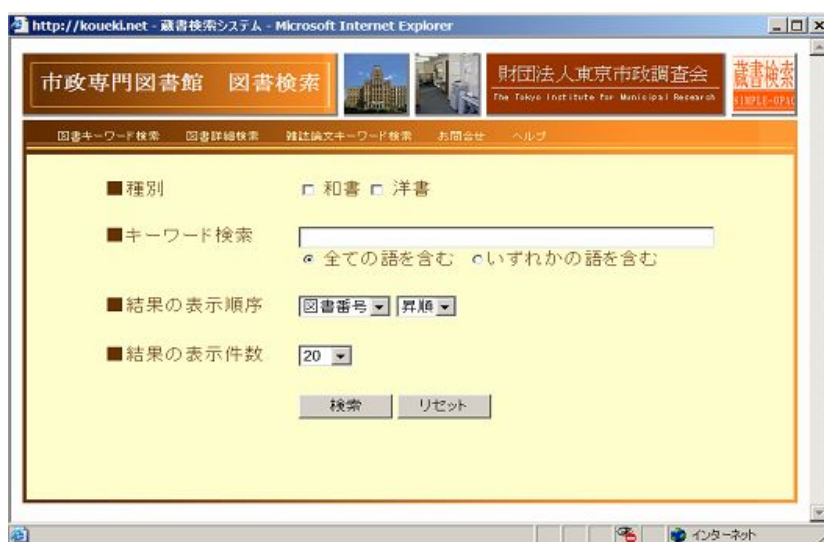 http://koueki.net - 蔵書検索システム - Microsoft Internet Explorer
市政専門図書館 図書検索
財団法人東京市政調査会
The Tokyo Institute for Municipal Research
蔵書検索
SIMPLE-OPAC
図書キーワード検索 図書詳細検索 雑誌論文キーワード検索 お問合せ ヘルプ
■種別 和書 洋書
■キーワード検索
全ての語を含む いずれかの語を含む
■結果の表示順序 図書番号 昇順
■結果の表示件数 20
検索 リセット
インターネット